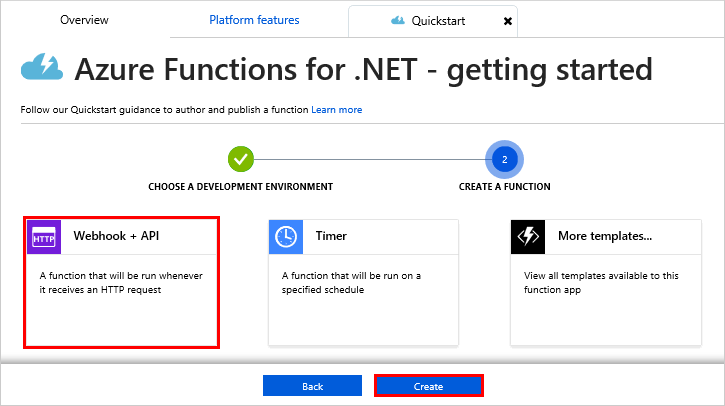 Overview
Platform features
Quickstart
Azure Functions for .NET - getting started
Follow our Quickstart guidance to author and publish a function Learn more
2
CHOOSE A DEVELOPMENT ENVIRONMENT
CREATE A FUNCTION
HTTP
Webhook + API
A function that will be run whenever
it receives an HTTP request
Timer
A function that will be run on a
specified schedule
More templates...
View all templates available to this
function app
Back
Create